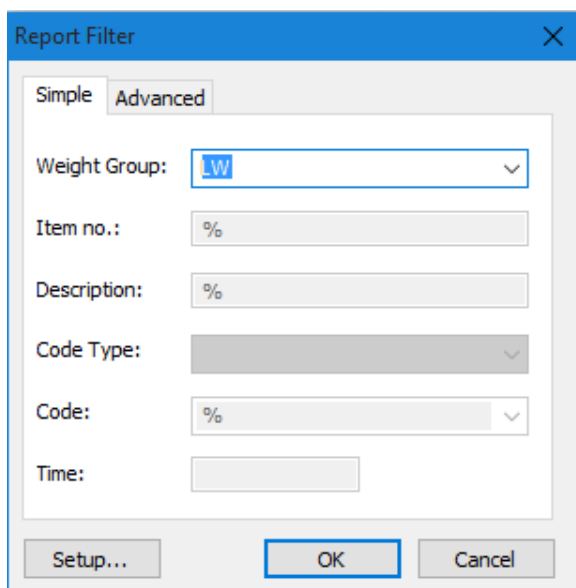 Report Filter
Simple Advanced
Weight Group: LW
Item no.: %
Description: %
Code Type:
Code: %
Time:
Setup... OK Cancel